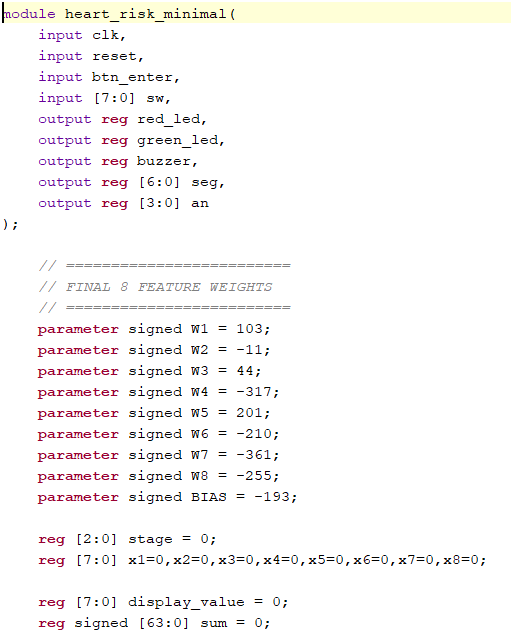 module heart_risk_minimal(
    input clk,
    input reset,
    input btn_enter,
    input [7:0] sw,
    output reg red_led,
    output reg green_led,
    output reg buzzer,
    output reg [6:0] seg,
    output reg [3:0] an
);
    // =========================
    // FINAL 8 FEATURE WEIGHTS
    // =========================
    parameter signed W1 = 103;
    parameter signed W2 = -11;
    parameter signed W3 = 44;
    parameter signed W4 = -317;
    parameter signed W5 = 201;
    parameter signed W6 = -210;
    parameter signed W7 = -361;
    parameter signed W8 = -255;
    parameter signed BIAS = -193;
    reg [2:0] stage = 0;
    reg [7:0] x1=0,x2=0,x3=0,x4=0,x5=0,x6=0,x7=0,x8=0;
    reg [7:0] display_value = 0;
    reg signed [63:0] sum = 0;